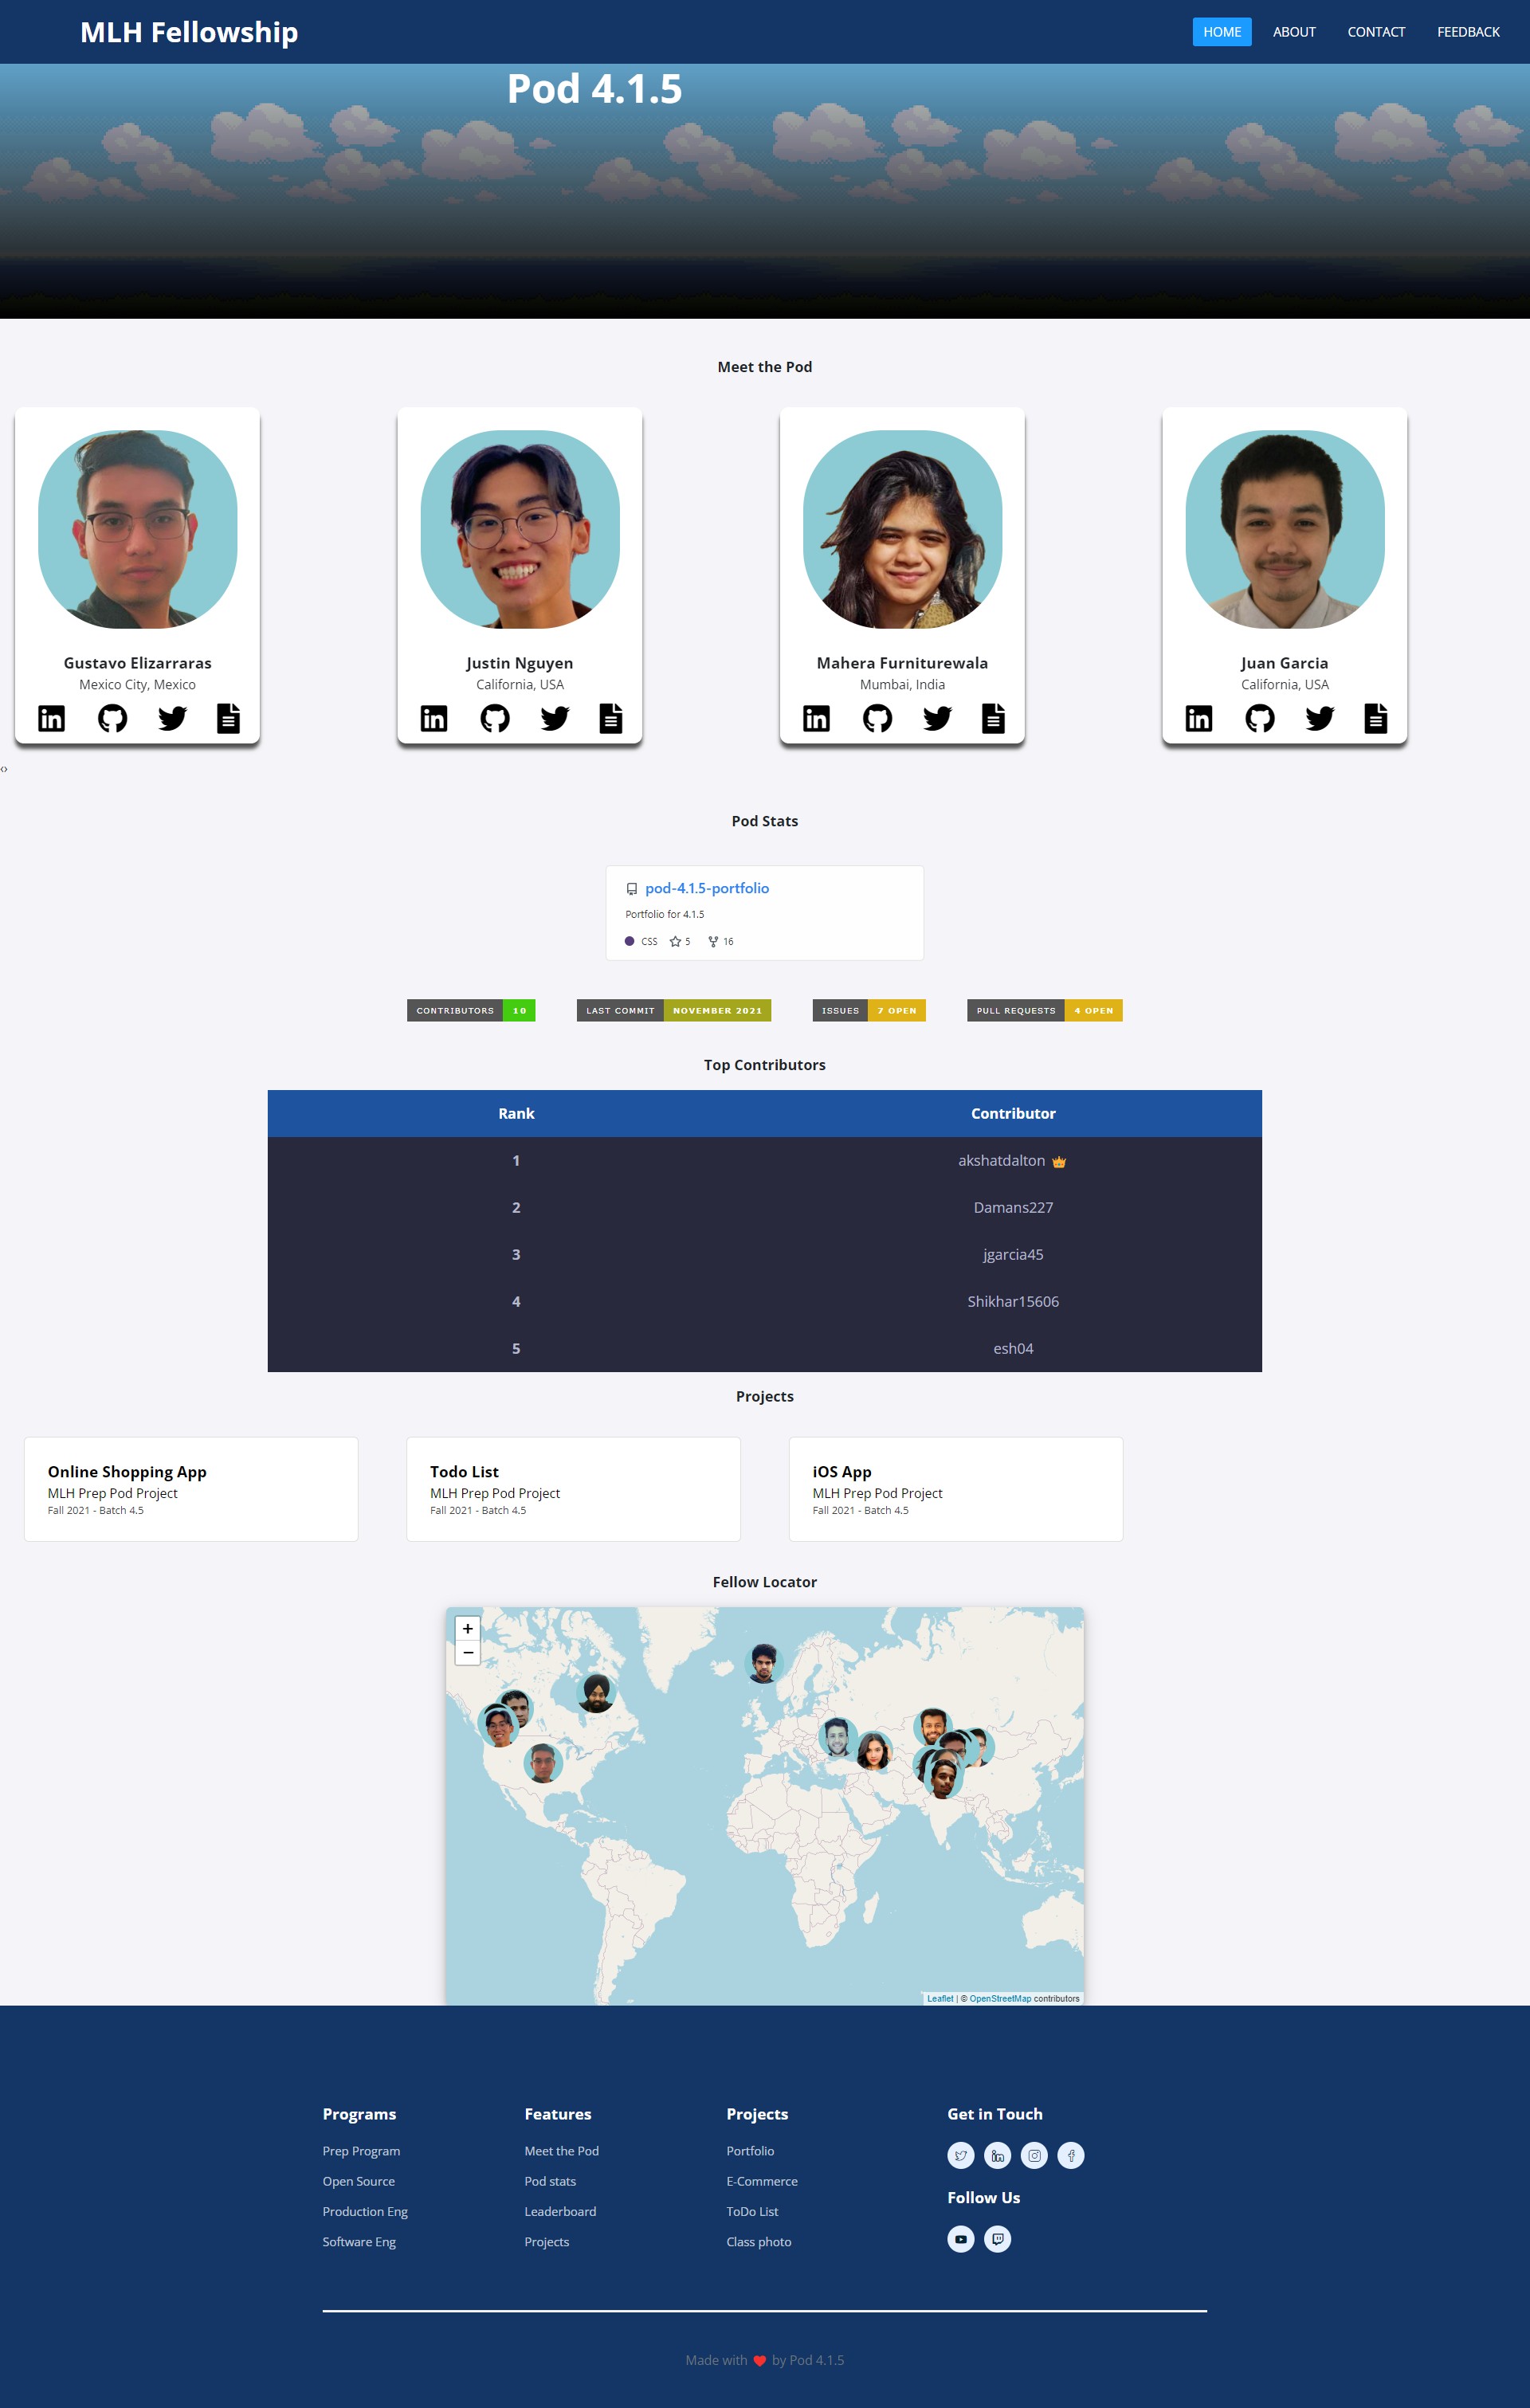 MLH Fellowship
HOME ABOUT CONTACT FEEDBACK
Pod 4.1.5
Meet the Pod
Gustavo Elizarraras
Mexico City, Mexico
Justin Nguyen
California, USA
Mahera Furniturewala
Mumbai, India
Juan Garcia
California, USA
‹›
Pod Stats
pod-4.1.5-portfolio
Portfolio for 4.1.5
CSS 5 16
CONTRIBUTORS 10
LAST COMMIT NOVEMBER 2021
ISSUES 7 OPEN
PULL REQUESTS 4 OPEN
Top Contributors
Rank Contributor
1 akshatdalton
2 Damans227
3 jgarcia45
4 Shikhar15606
5 esh04
Projects
Online Shopping App
MLH Prep Pod Project
Fall 2021 - Batch 4.5
Todo List
MLH Prep Pod Project
Fall 2021 - Batch 4.5
iOS App
MLH Prep Pod Project
Fall 2021 - Batch 4.5
Fellow Locator
+
−
Leaflet | © OpenStreetMap contributors
Programs
Prep Program
Open Source
Production Eng
Software Eng
Features
Meet the Pod
Pod stats
Leaderboard
Projects
Projects
Portfolio
E-Commerce
ToDo List
Class photo
Get in Touch
Follow Us
Made with ❤ by Pod 4.1.5